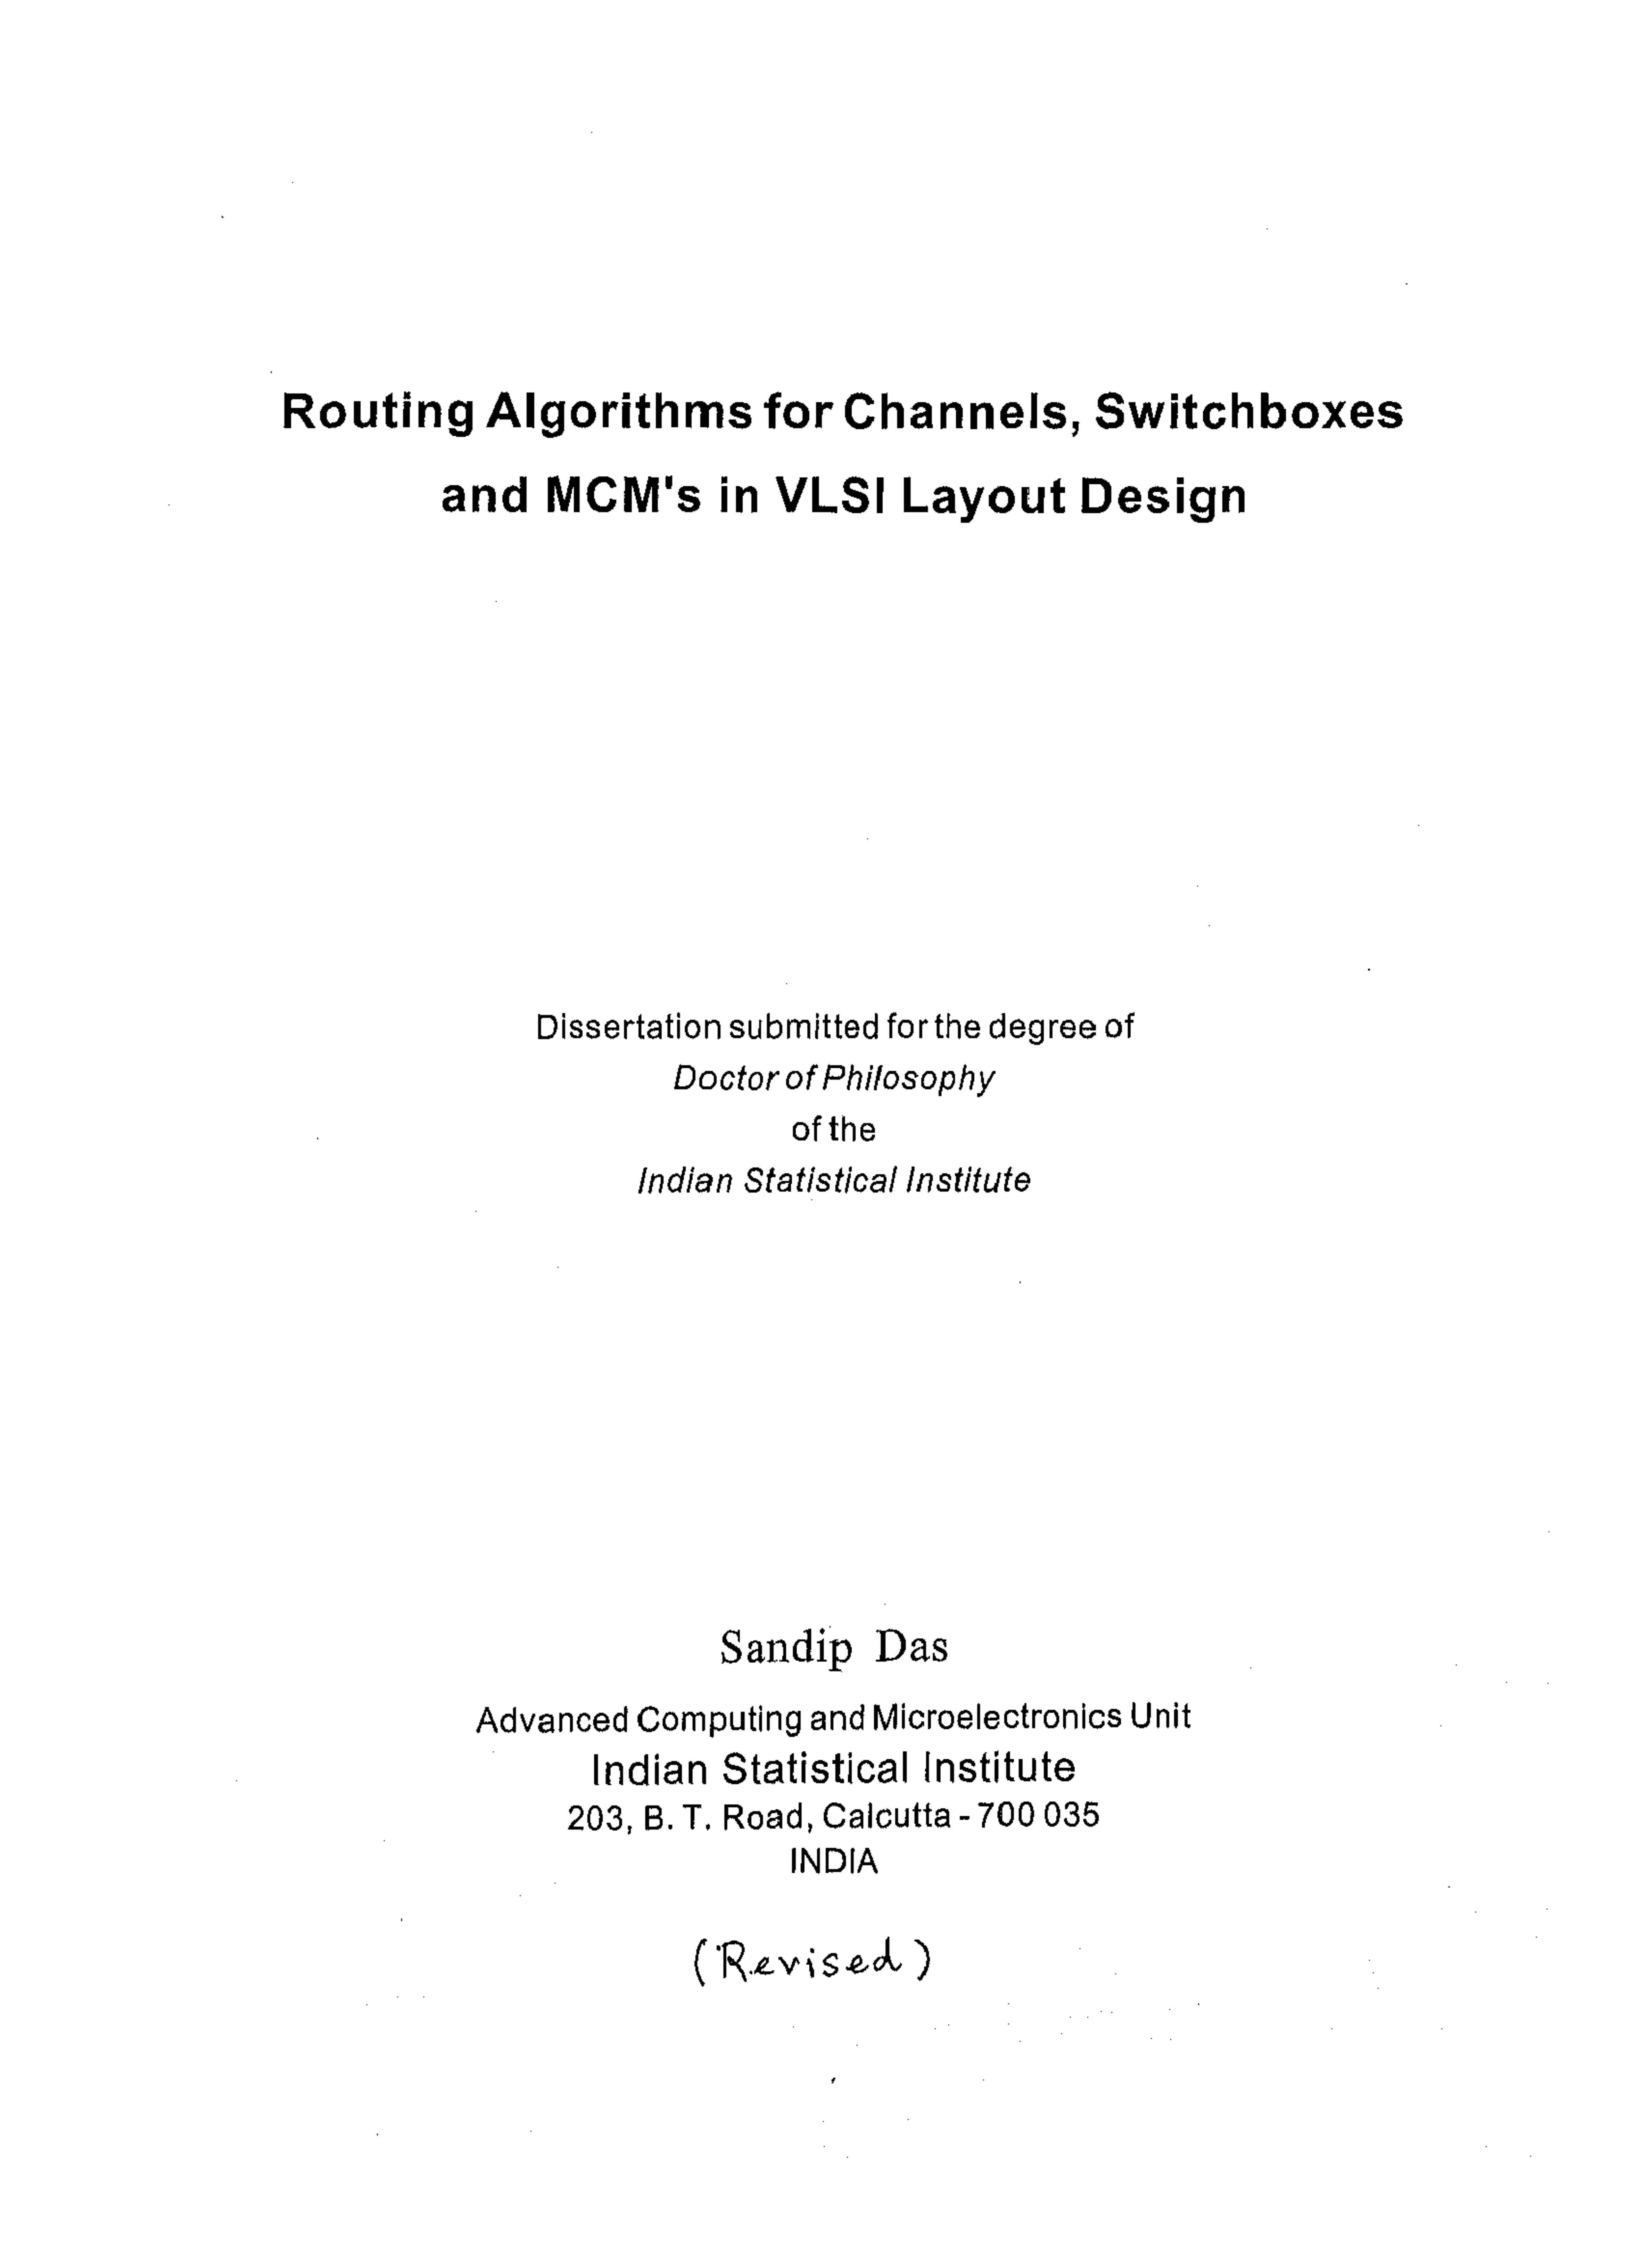 Routing Algorithms for Channels, Switchboxes
and MCM's in VLSI Layout Design
Dissertation submitted for the degree of
Doctor of Philosophy
of the
Indian Statistical Institute
Sandip Das
Advanced Computing and Microelectronics Unit
Indian Statistical Institute
203, B. T. Road, Calcutta - 700 035
INDIA
(Revised)